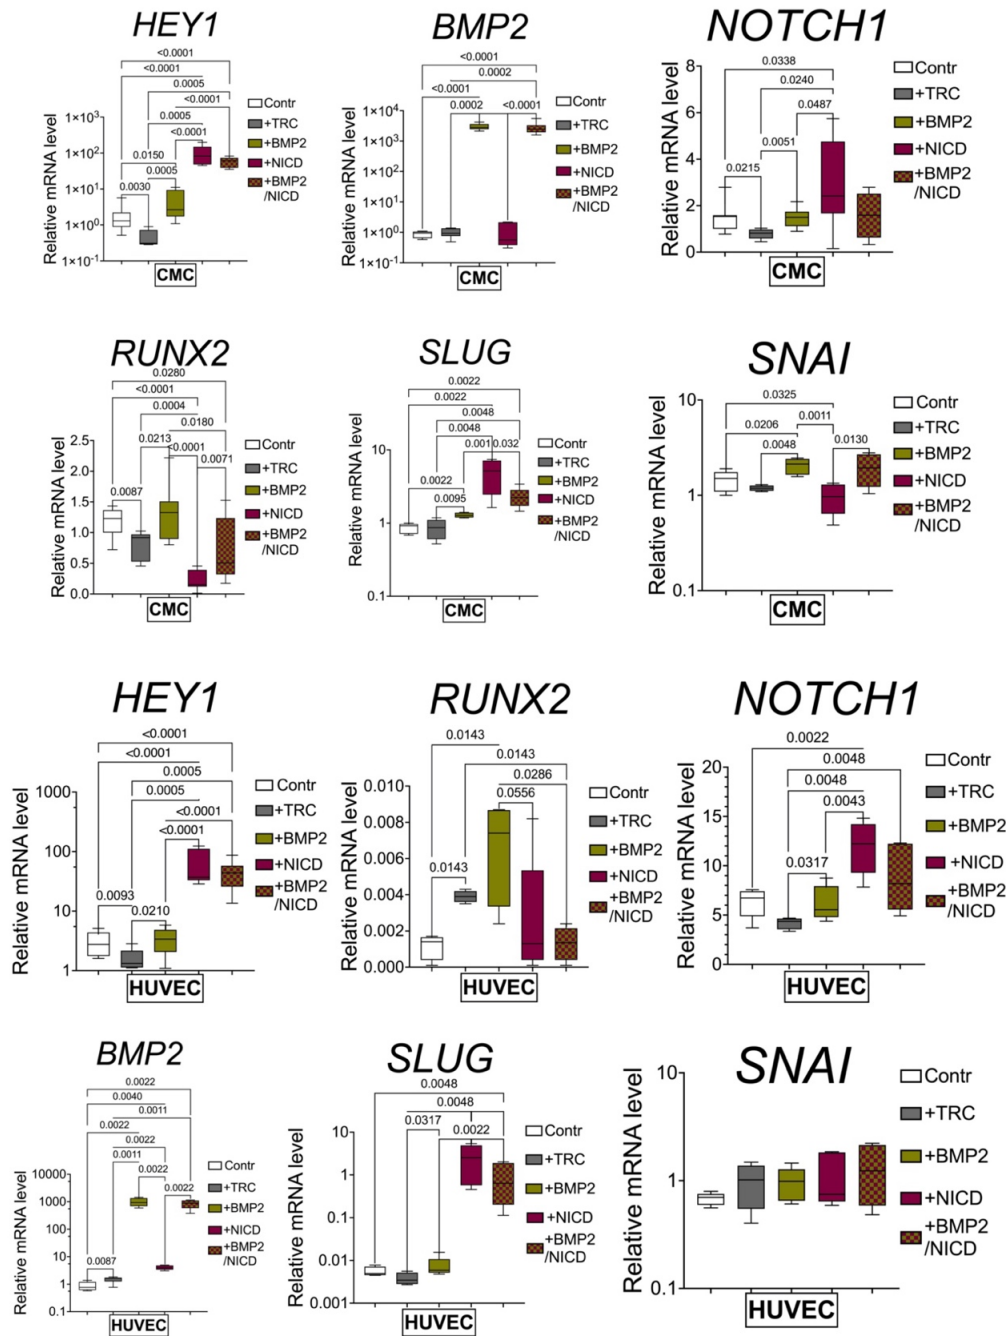 HEY1
<0.0001
<0.0001
0.0005
<0.0001
0.0005
<0.0001
0.0150
0.0005
0.0030
Relative mRNA level
1×10³
1×10²
1×10¹
1×10⁰
1×10⁻¹
CMC
Contr
+TRC
+BMP2
+NICD
+BMP2
/NICD
BMP2
<0.0001
0.0002
<0.0001
0.0002
<0.0001
Relative mRNA level
1×10⁴
1×10³
1×10²
1×10¹
1×10⁰
1×10⁻¹
CMC
Contr
+TRC
+BMP2
+NICD
+BMP2
/NICD
NOTCH1
0.0338
0.0240
0.0487
0.0051
0.0215
Relative mRNA level
8
6
4
2
0
CMC
Contr
+TRC
+BMP2
+NICD
+BMP2
/NICD
RUNX2
0.0280
<0.0001
0.0004
0.0180
0.0213
<0.0001
0.0071
0.0087
Relative mRNA level
2.5
2.0
1.5
1.0
0.5
0.0
CMC
Contr
+TRC
+BMP2
+NICD
+BMP2
/NICD
SLUG
0.0022
0.0022
0.0048
0.0048
0.032
0.0022
0.0095
Relative mRNA level
10
1
0.1
CMC
Contr
+TRC
+BMP2
+NICD
+BMP2
/NICD
SNAI
0.0325
0.0011
0.0206
0.0048
0.0130
Relative mRNA level
10
1
0.1
CMC
Contr
+TRC
+BMP2
+NICD
+BMP2
/NICD
HEY1
<0.0001
<0.0001
0.0005
0.0005
<0.0001
<0.0001
0.0093
0.0210
Relative mRNA level
1000
100
10
1
HUVEC
Contr
+TRC
+BMP2
+NICD
+BMP2
/NICD
RUNX2
0.0143
0.0143
0.0286
0.0556
0.0143
Relative mRNA level
0.010
0.008
0.006
0.004
0.002
0.000
HUVEC
Contr
+TRC
+BMP2
+NICD
+BMP2
/NICD
NOTCH1
0.0022
0.0048
0.0048
0.0043
0.0317
Relative mRNA level
20
15
10
5
0
HUVEC
Contr
+TRC
+BMP2
+NICD
+BMP2
/NICD
BMP2
0.0022
0.0040
0.0011
0.0022
0.0022
0.0011
0.0022
0.0022
0.0087
Relative mRNA level
10000
1000
100
10
1
0.1
HUVEC
Contr
+TRC
+BMP2
+NICD
+BMP2
/NICD
SLUG
0.0048
0.0048
0.0317
0.0022
Relative mRNA level
10
1
0.1
0.01
0.001
HUVEC
Contr
+TRC
+BMP2
+NICD
+BMP2
/NICD
SNAI
Relative mRNA level
10
1
0.1
HUVEC
Contr
+TRC
+BMP2
+NICD
+BMP2
/NICD